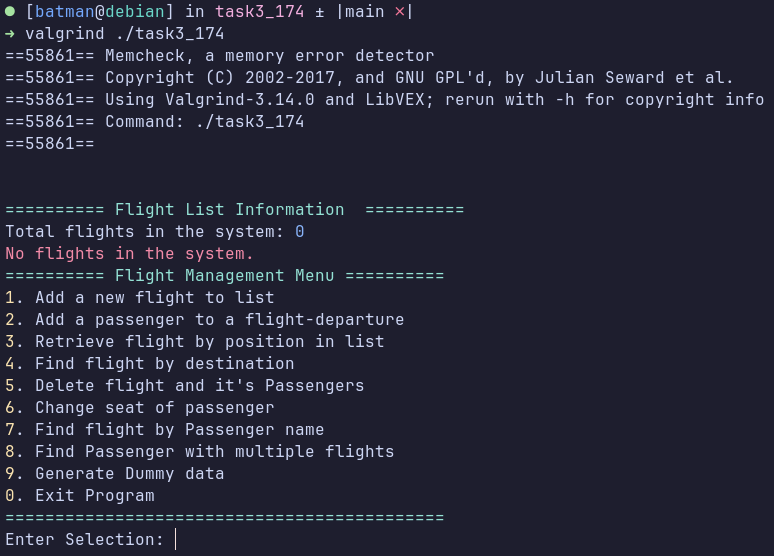 ● [batman@debian] in task3_174 ± |main ✗|
➜ valgrind ./task3_174
==55861== Memcheck, a memory error detector
==55861== Copyright (C) 2002-2017, and GNU GPL'd, by Julian Seward et al.
==55861== Using Valgrind-3.14.0 and LibVEX; rerun with -h for copyright info
==55861== Command: ./task3_174
==55861==
========== Flight List Information  ==========
Total flights in the system: 0
No flights in the system.
========== Flight Management Menu ==========
1. Add a new flight to list
2. Add a passenger to a flight-departure
3. Retrieve flight by position in list
4. Find flight by destination
5. Delete flight and it's Passengers
6. Change seat of passenger
7. Find flight by Passenger name
8. Find Passenger with multiple flights
9. Generate Dummy data
0. Exit Program
============================================
Enter Selection: